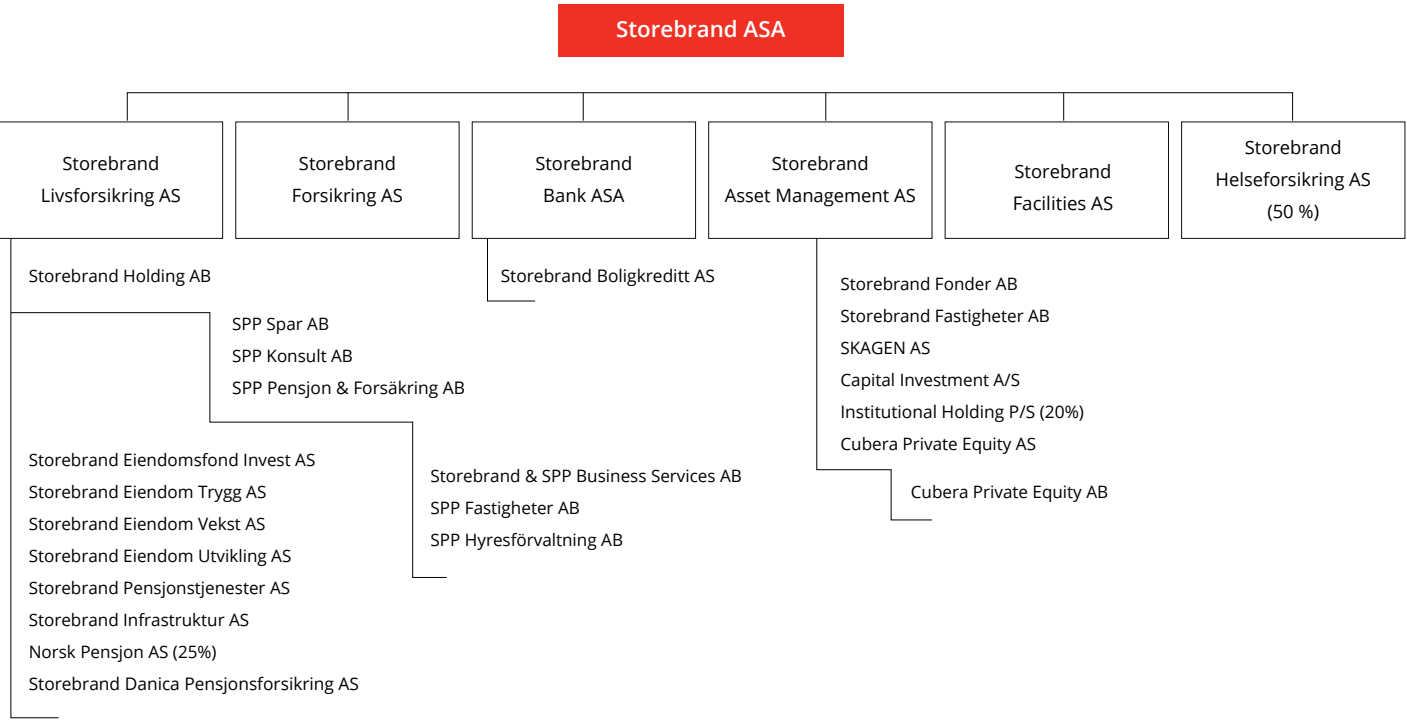 Storebrand ASA
Storebrand
Livsforsikring AS
Storebrand
Forsikring AS
Storebrand
Bank ASA
Storebrand
Asset Management AS
Storebrand
Facilities AS
Storebrand
Helseforsikring AS
(50 %)
Storebrand Holding AB
SPP Spar AB
SPP Konsult AB
SPP Pensjon & Forsäkring AB
Storebrand & SPP Business Services AB
SPP Fastigheter AB
SPP Hyresförvaltning AB
Storebrand Eiendomsfond Invest AS
Storebrand Eiendom Trygg AS
Storebrand Eiendom Vekst AS
Storebrand Eiendom Utvikling AS
Storebrand Pensjonstjenester AS
Storebrand Infrastruktur AS
Norsk Pensjon AS (25%)
Storebrand Danica Pensjonsforsikring AS
Storebrand Boligkreditt AS
Storebrand Fonder AB
Storebrand Fastigheter AB
SKAGEN AS
Capital Investment A/S
Institutional Holding P/S (20%)
Cubera Private Equity AS
Cubera Private Equity AB